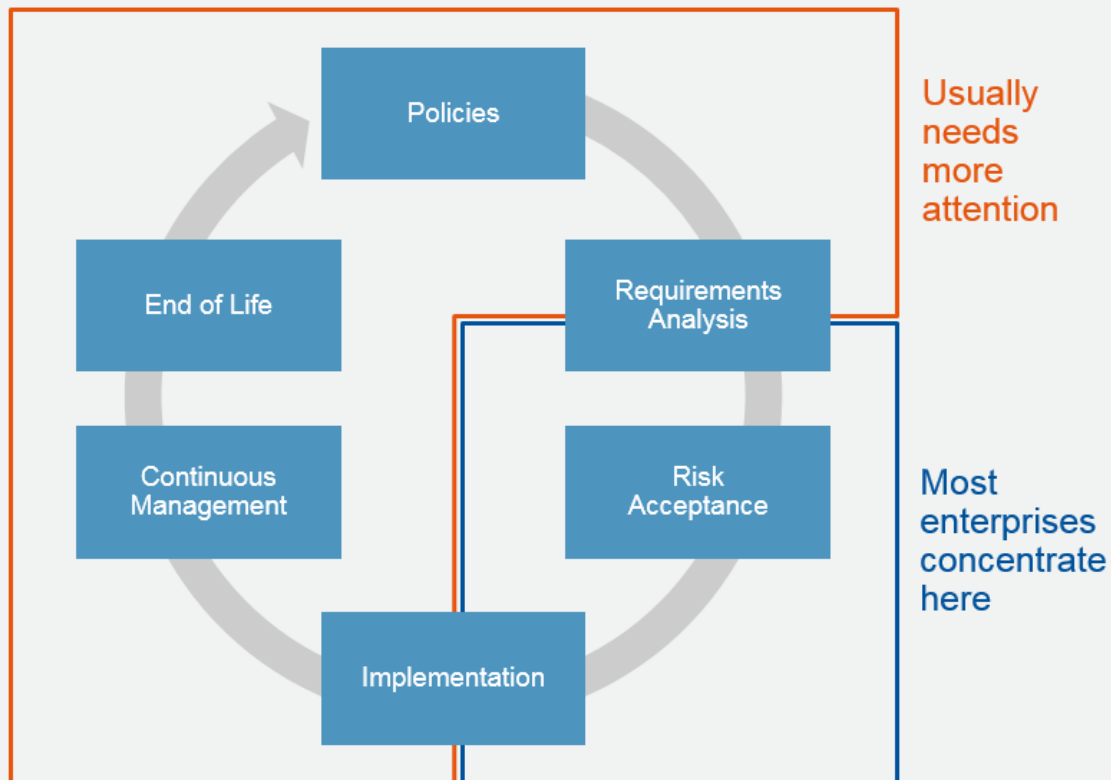 Policies
Usually
needs
more
attention
End of Life
Requirements
Analysis
Continuous
Management
Risk
Acceptance
Most
enterprises
concentrate
here
Implementation